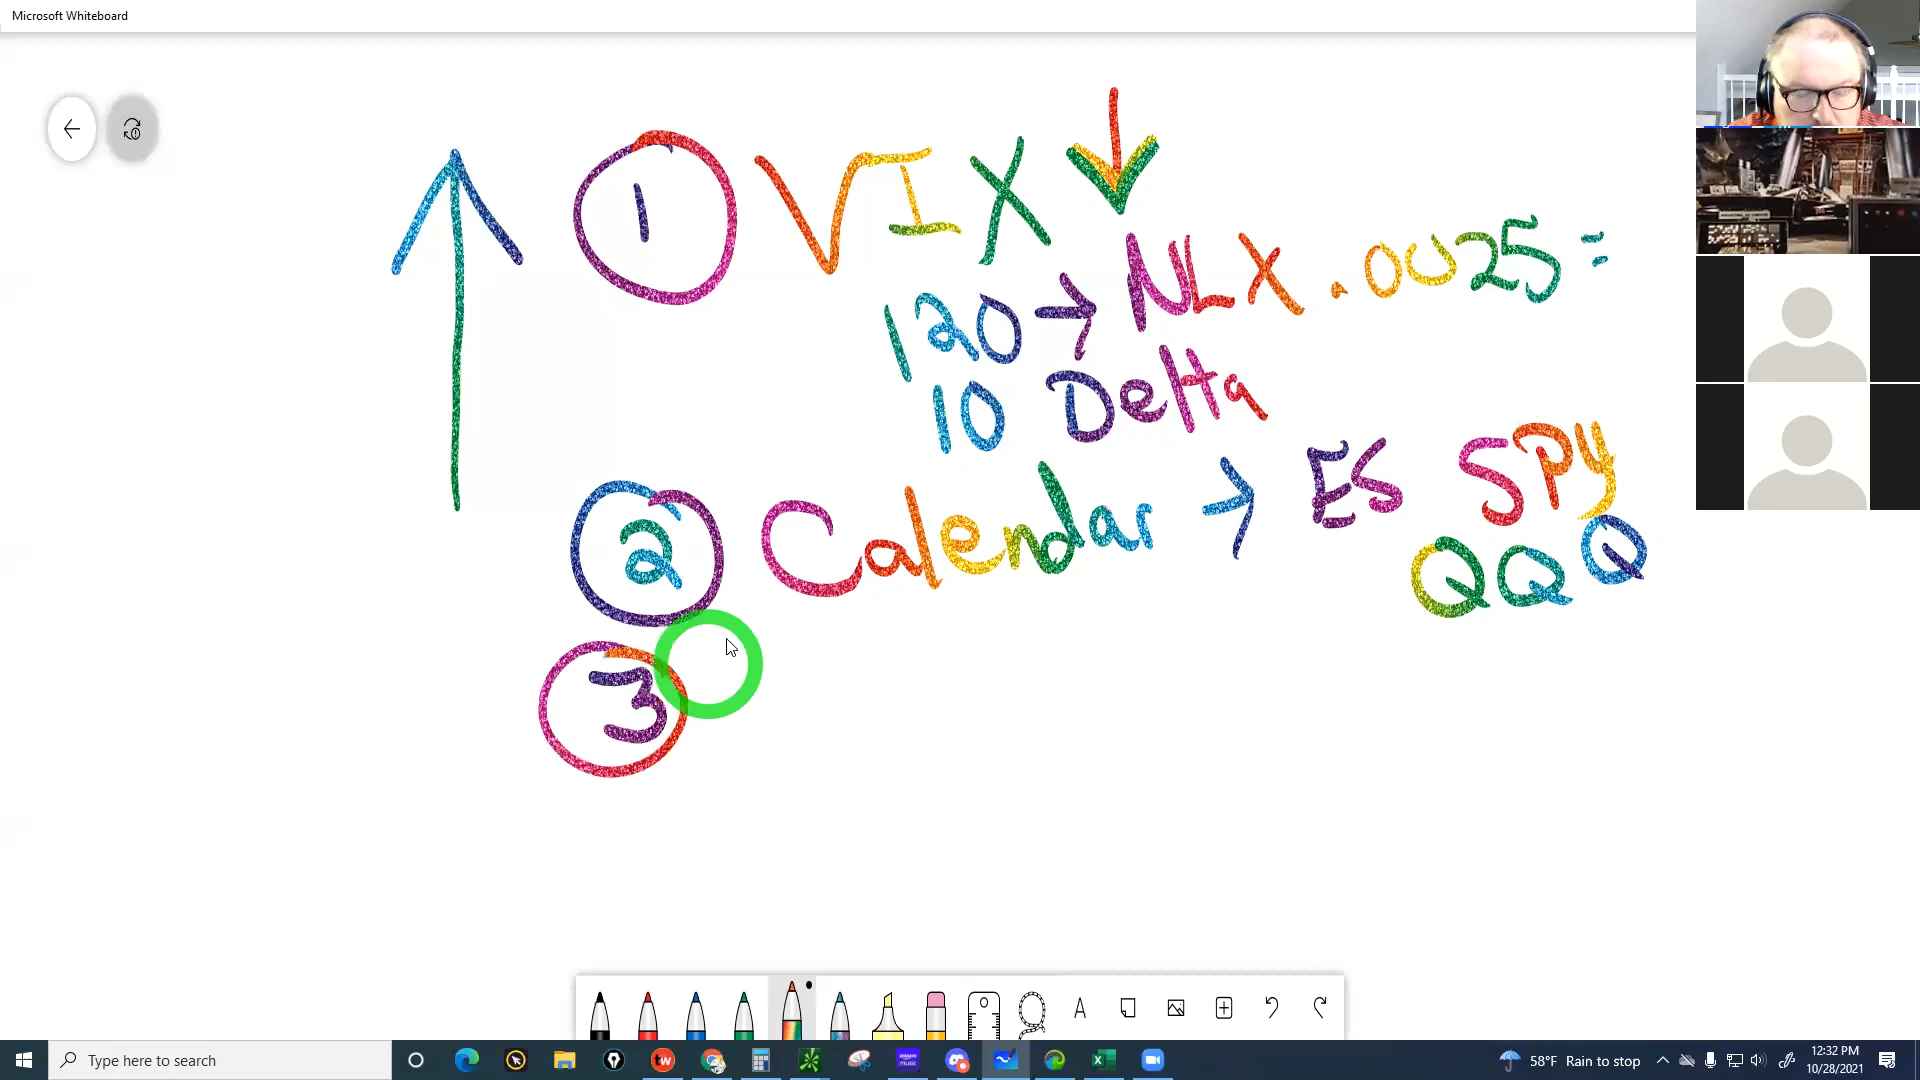 Microsoft Whiteboard
1 VIX
120 → NLX .0025 =
10 Delta
2 Calendar → ES SPY
QQQ
3
Type here to search
58°F Rain to stop
12:32 PM
10/28/2021